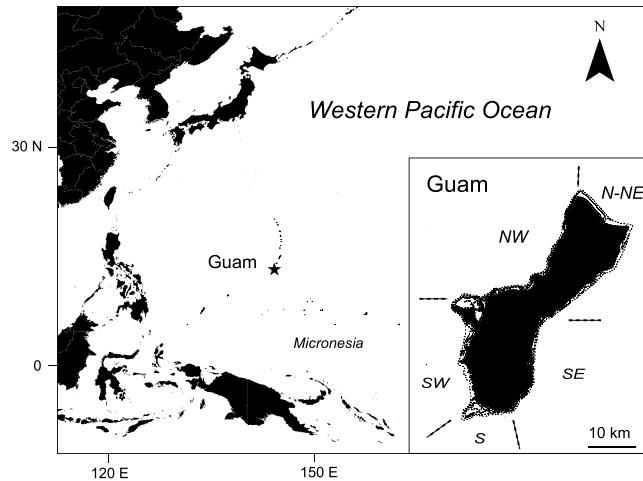 N
Western Pacific Ocean
30 N
Guam
N-NE
NW
Guam
Micronesia
0
SW
SE
S
10 km
120 E
150 E